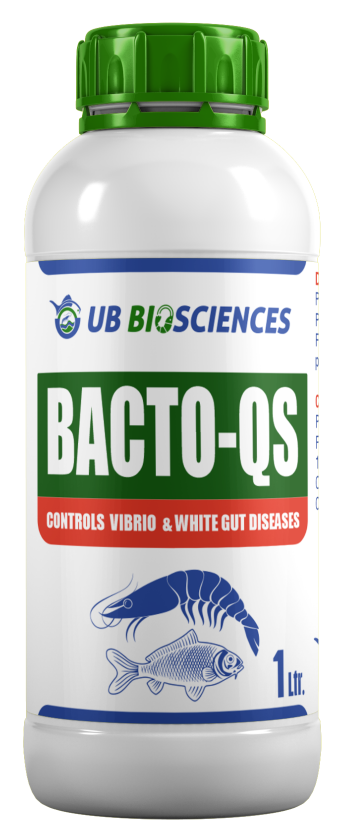 UB BIOSCIENCES
BACTO-QS
CONTROLS VIBRIO & WHITE GUT DISEASES
1 Ltr.